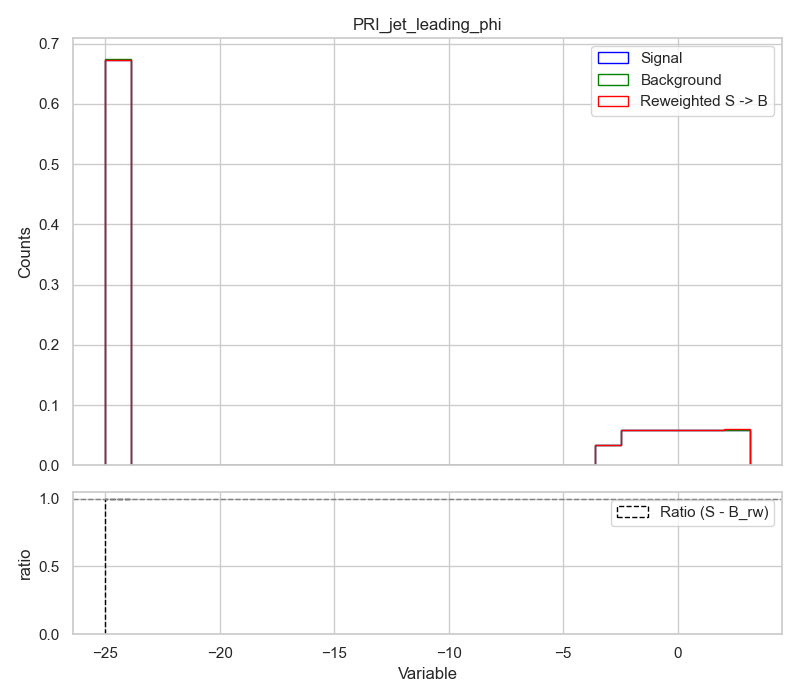 PRI_jet_leading_phi
0.7
0.6
0.5
0.4
0.3
0.2
0.1
0.0
Counts
Signal
Background
Reweighted S -> B
1.0
0.5
0.0
ratio
Ratio (S - B_rw)
−25 −20 −15 −10 −5 0
Variable